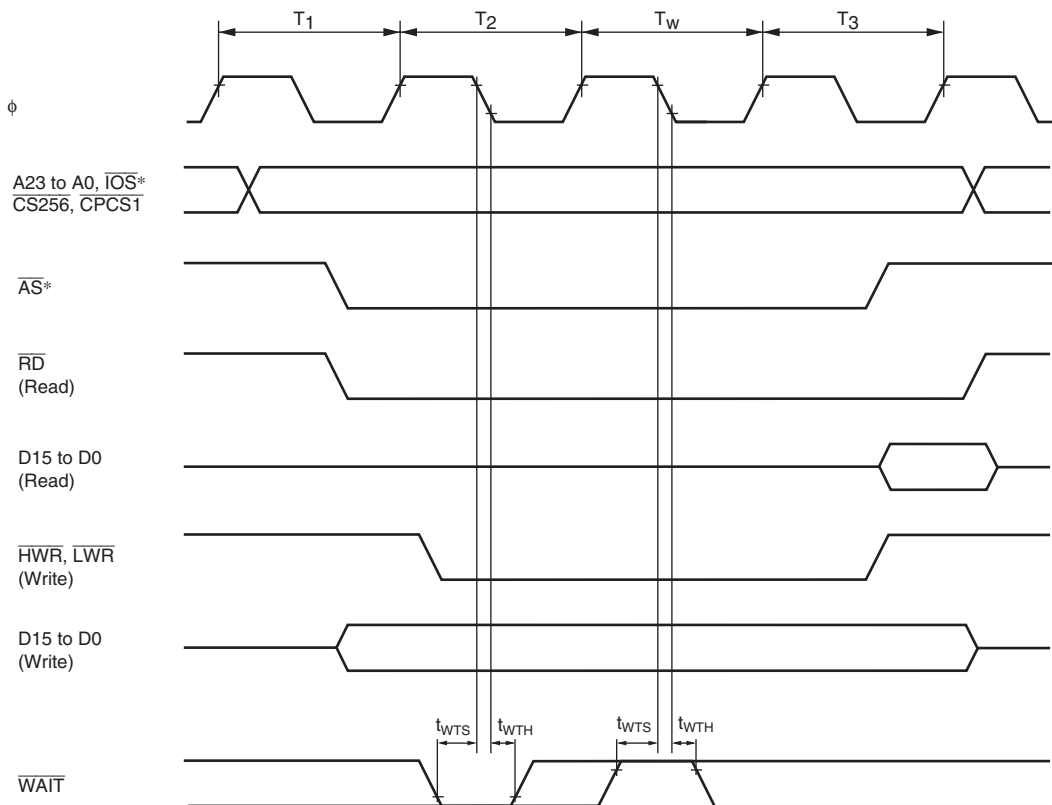 T1 T2 Tw T3
ϕ
A23 to A0, IOS*
CS256, CPCS1
AS*
RD
(Read)
D15 to D0
(Read)
HWR, LWR
(Write)
D15 to D0
(Write)
tWTS tWTH tWTS tWTH
WAIT